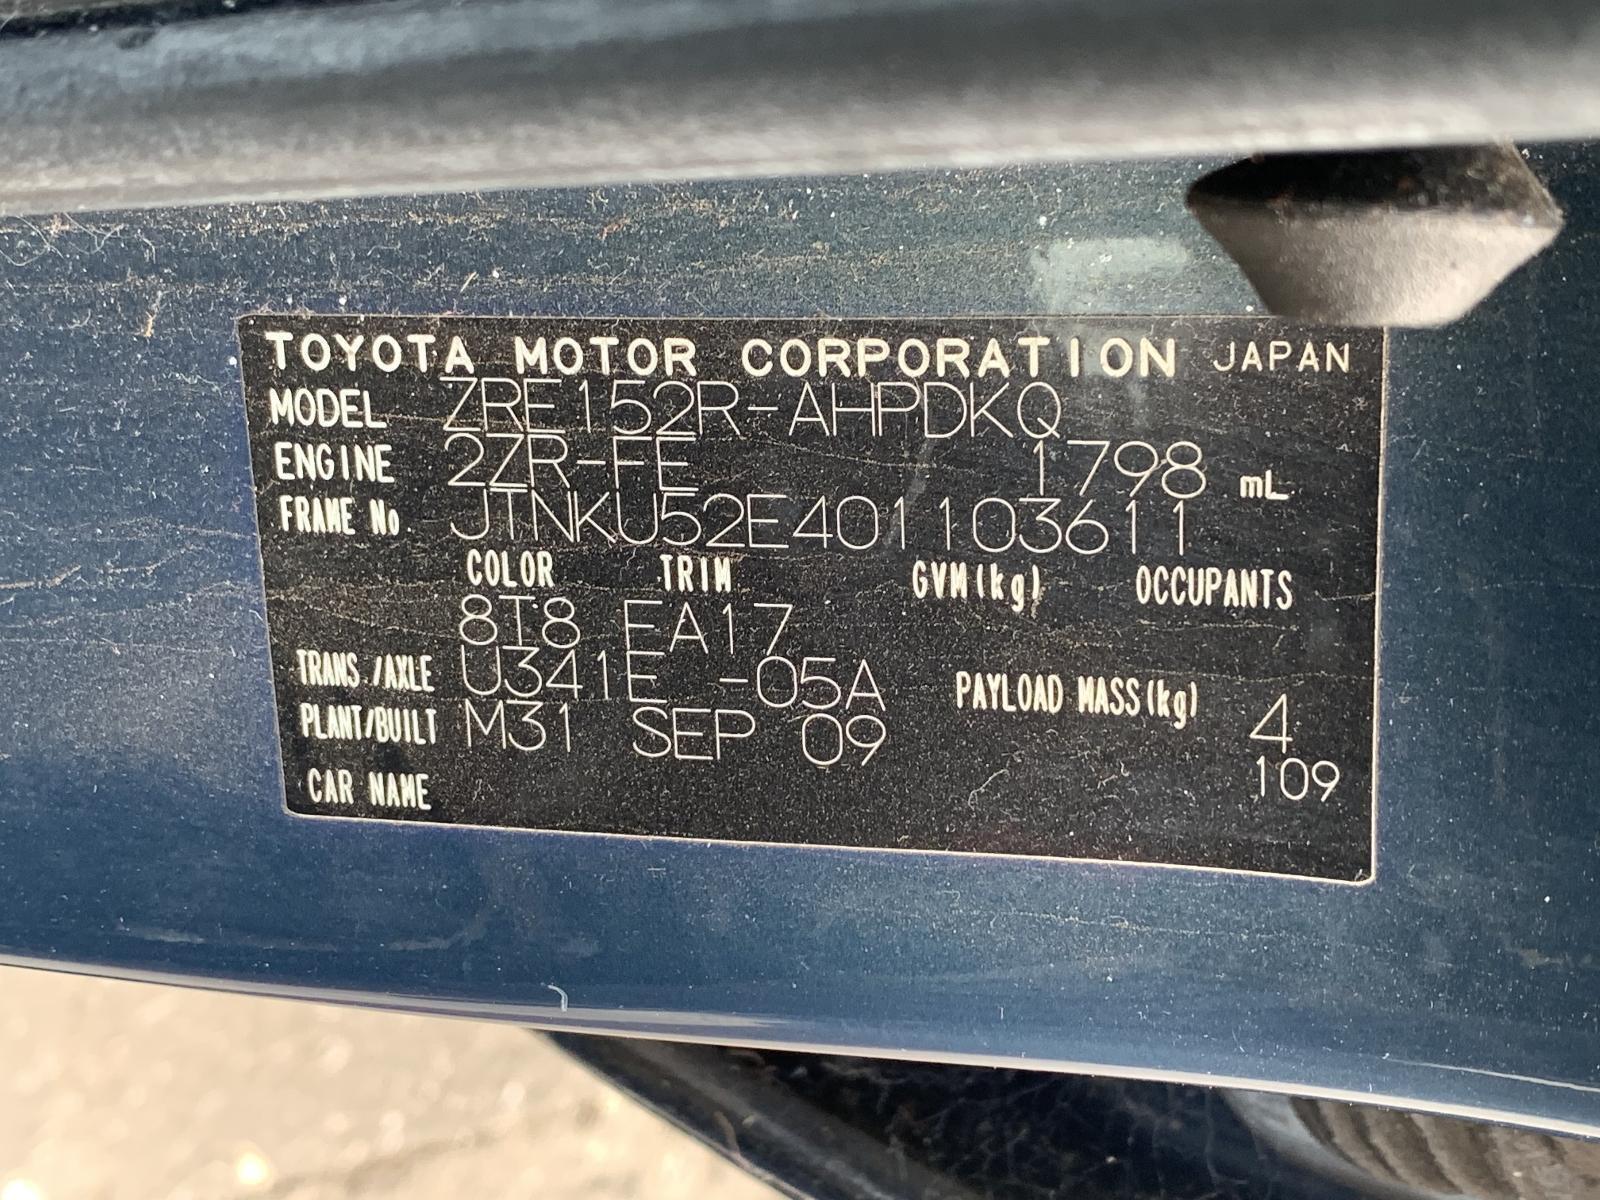 TOYOTA MOTOR CORPORATION JAPAN
MODEL ZRE152R-AHPDKQ
ENGINE 2ZR-FE 1798 mL
FRAME No. JTNKU52E401103611
COLOR TRIM GVM(kg) OCCUPANTS
8T8 EA17
TRANS./AXLE U341E -05A PAYLOAD MASS(kg) 4
PLANT/BUILT M31 SEP 09 109
CAR NAME